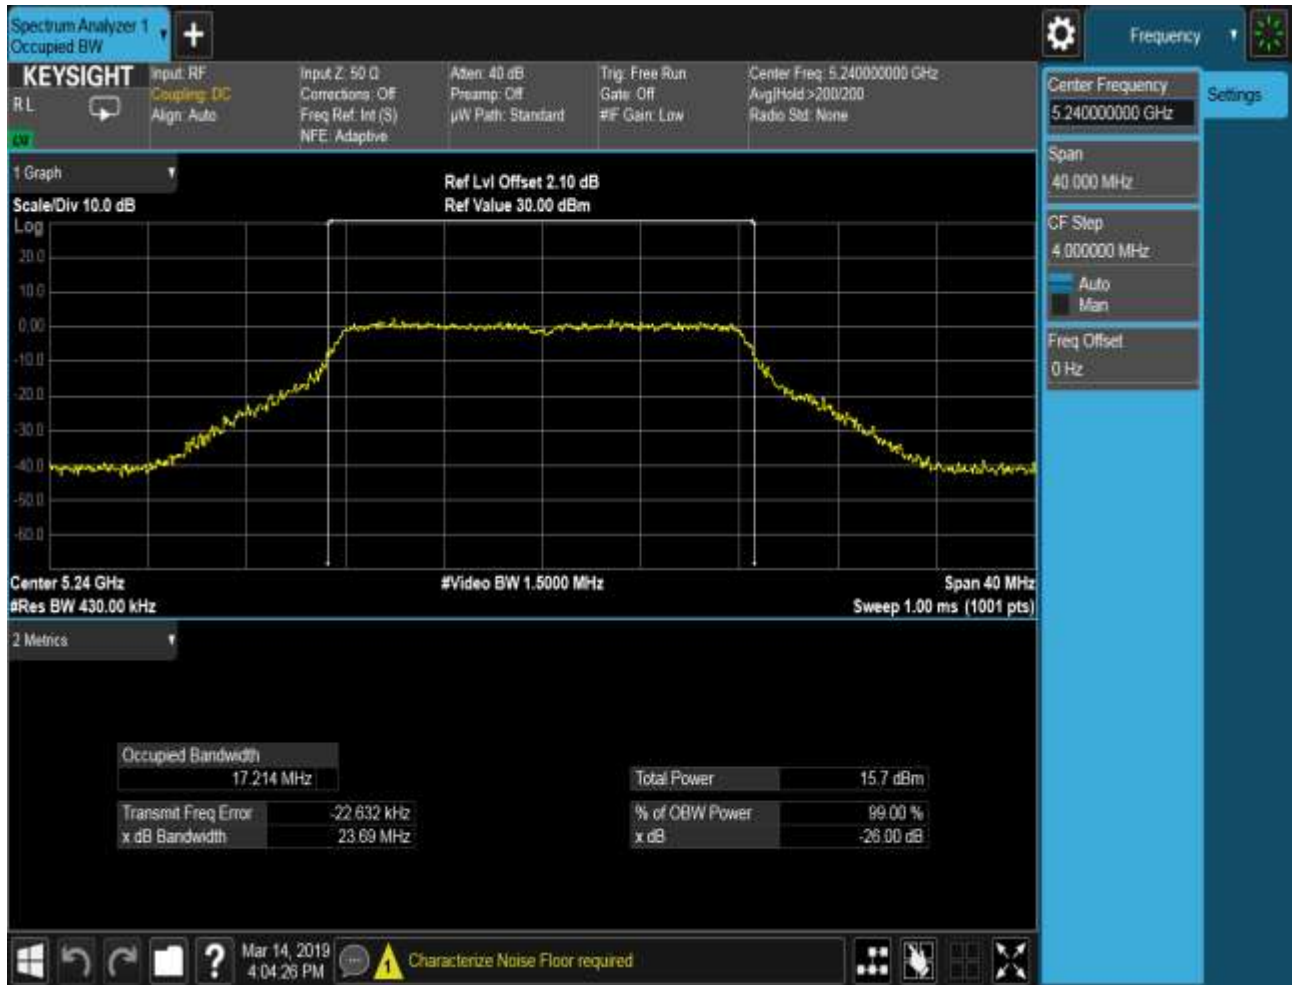 Spectrum Analyzer 1
Occupied BW
Frequency
KEYSIGHT
RL
Input: RF
Coupling: DC
Align: Auto
Input Z: 50 Ω
Corrections: Off
Freq Ref: Int (S)
NFE: Adaptive
Atten: 40 dB
Preamp: Off
µW Path: Standard
Trig: Free Run
Gate: Off
#IF Gain: Low
Center Freq: 5.240000000 GHz
Avg|Hold:>200/200
Radio Std: None
Center Frequency
5.240000000 GHz
Settings
Span
40.000 MHz
CF Step
4.000000 MHz
Auto
Man
Freq Offset
0 Hz
1 Graph
Scale/Div 10.0 dB
Ref Lvl Offset 2.10 dB
Ref Value 30.00 dBm
Log
20.0
10.0
0.00
-10.0
-20.0
-30.0
-40.0
-50.0
-60.0
Center 5.24 GHz
#Video BW 1.5000 MHz
Span 40 MHz
#Res BW 430.00 kHz
Sweep 1.00 ms (1001 pts)
2 Metrics
Occupied Bandwidth
17.214 MHz
Total Power 15.7 dBm
Transmit Freq Error -22.632 kHz
% of OBW Power 99.00 %
x dB Bandwidth 23.69 MHz
x dB -26.00 dB
Mar 14, 2019
4:04:26 PM
?
1
Characterize Noise Floor required